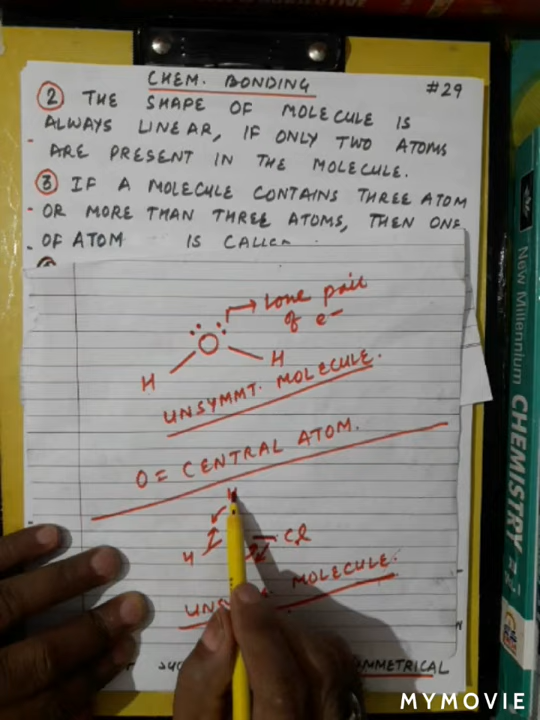 CHEM. BONDING
#29
② THE SHAPE OF MOLECULE IS
ALWAYS LINEAR, IF ONLY TWO ATOMS
ARE PRESENT IN THE MOLECULE.
③ IF A MOLECULE CONTAINS THREE ATOM
OR MORE THAN THREE ATOMS, THEN ONE
OF ATOM IS CALLED
Lone pair
of e-
O
H H
UNSYMMT. MOLECULE.
O = CENTRAL ATOM.
H Cl
MOLECULE.
METRICAL
New Millennium CHEMISTRY
MYMOVIE